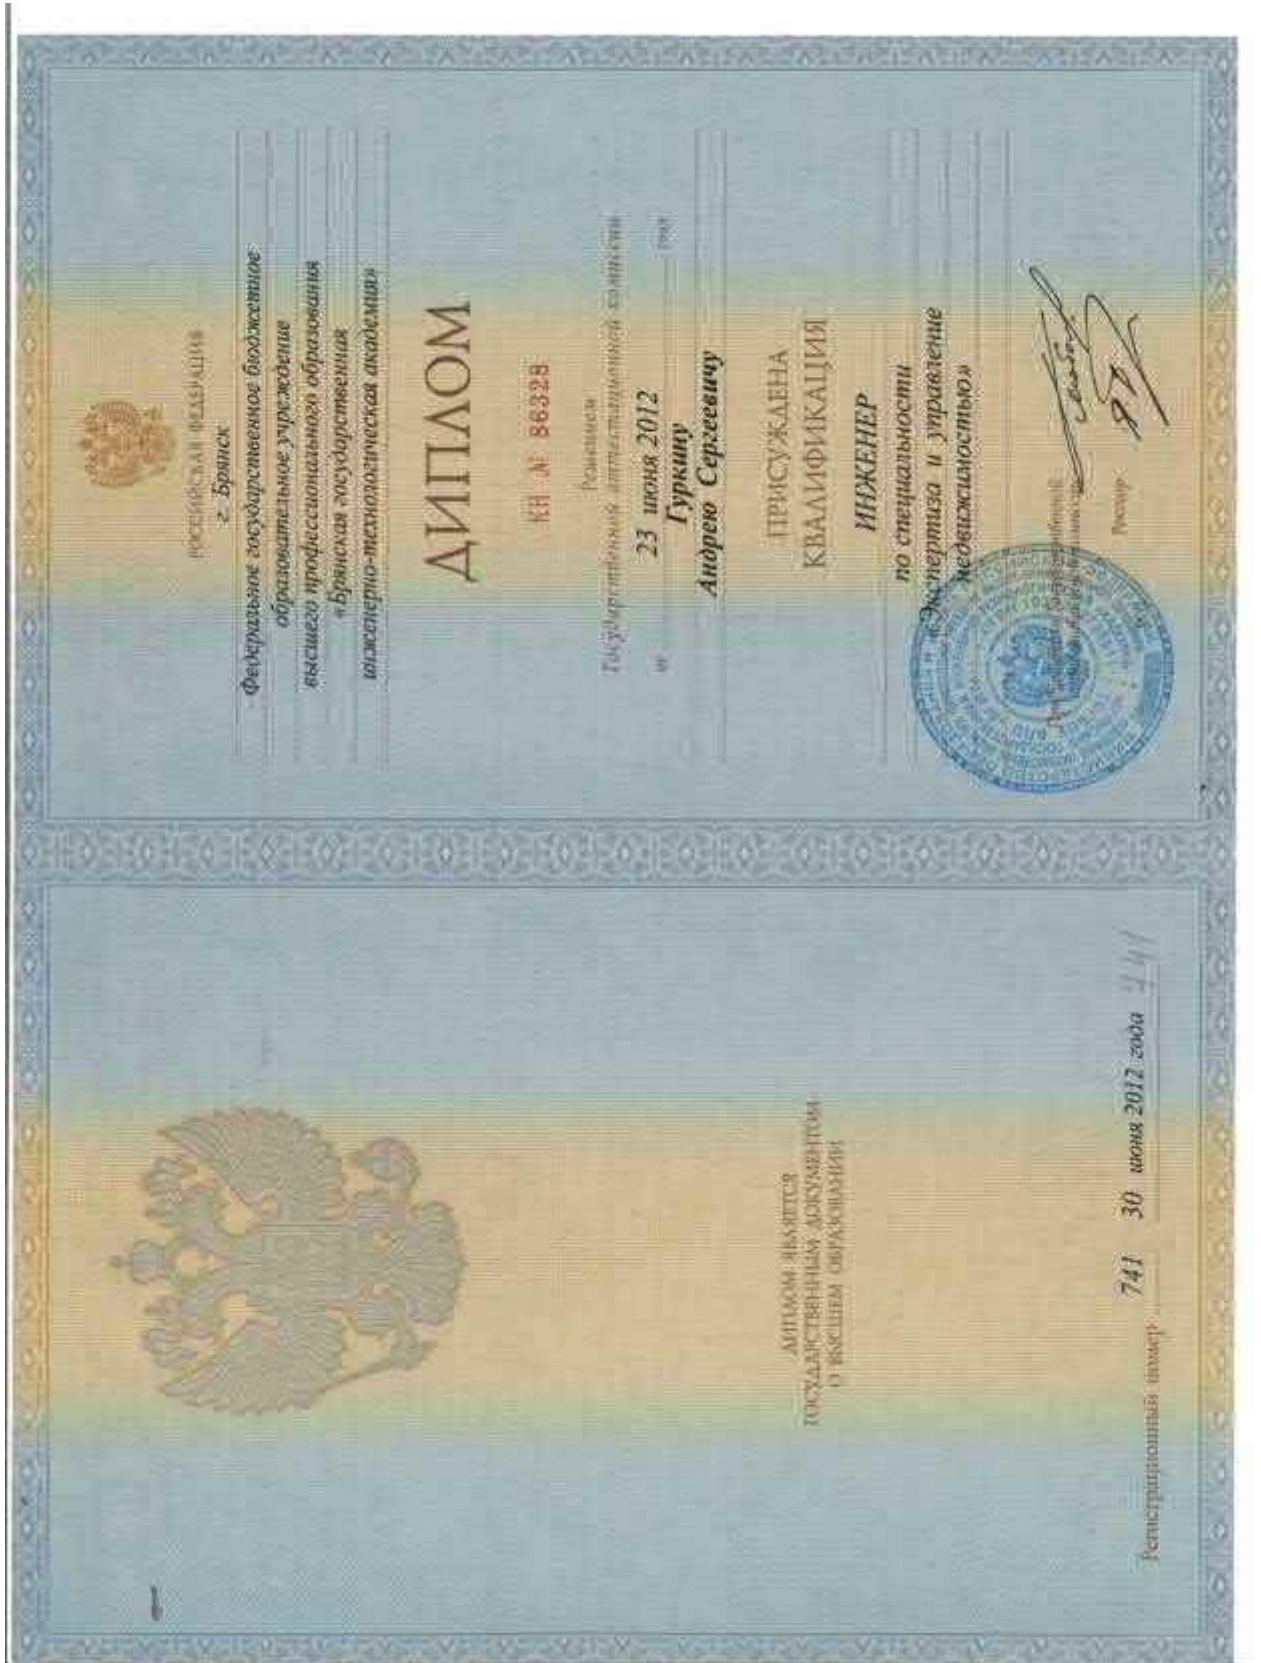 ДИПЛОМ ЯВЛЯЕТСЯ
ГОСУДАРСТВЕННЫМ ДОКУМЕНТОМ
О ВЫСШЕМ ОБРАЗОВАНИИ
Регистрационный номер 741 30 июня 2012 года 741
РОССИЙСКАЯ ФЕДЕРАЦИЯ
г. Брянск
Федеральное государственное бюджетное
образовательное учреждение
высшего профессионального образования
«Брянская государственная
инженерно-технологическая академия»
ДИПЛОМ
КН № 86328
Решением
Государственной аттестационной комиссии
от 23 июня 2012 года
Гуркину
Андрею Сергеевичу
ПРИСУЖДЕНА
КВАЛИФИКАЦИЯ
ИНЖЕНЕР
по специальности
«Экспертиза и управление
недвижимостью»
Ректор